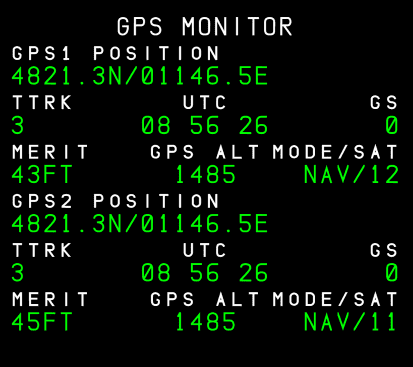 GPS MONITOR
GPS1 POSITION
4821.3N/01146.5E
TTRK UTC GS
3 08 56 26 0
MERIT GPS ALT MODE/SAT
43FT 1485 NAV/12
GPS2 POSITION
4821.3N/01146.5E
TTRK UTC GS
3 08 56 26 0
MERIT GPS ALT MODE/SAT
45FT 1485 NAV/11